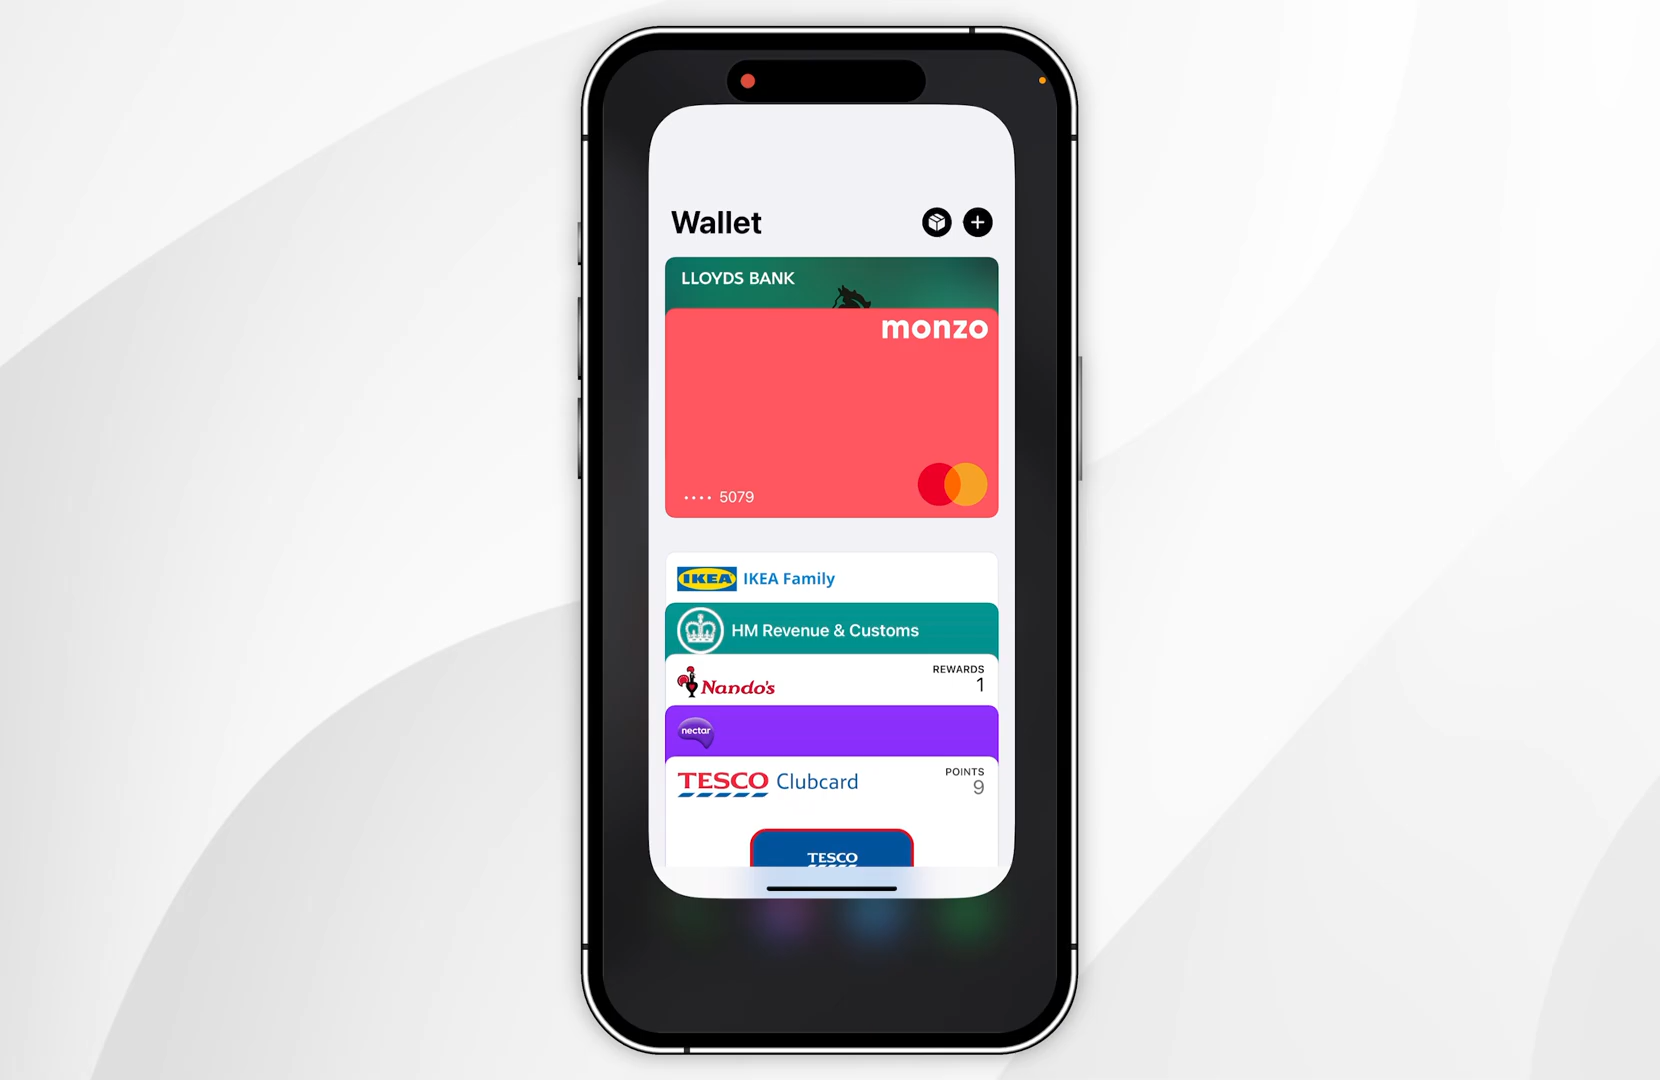 Wallet
LLOYDS BANK
monzo
•••• 5079
IKEA IKEA Family
HM Revenue & Customs
Nando's
REWARDS
1
nectar
TESCO Clubcard
POINTS
9
TESCO